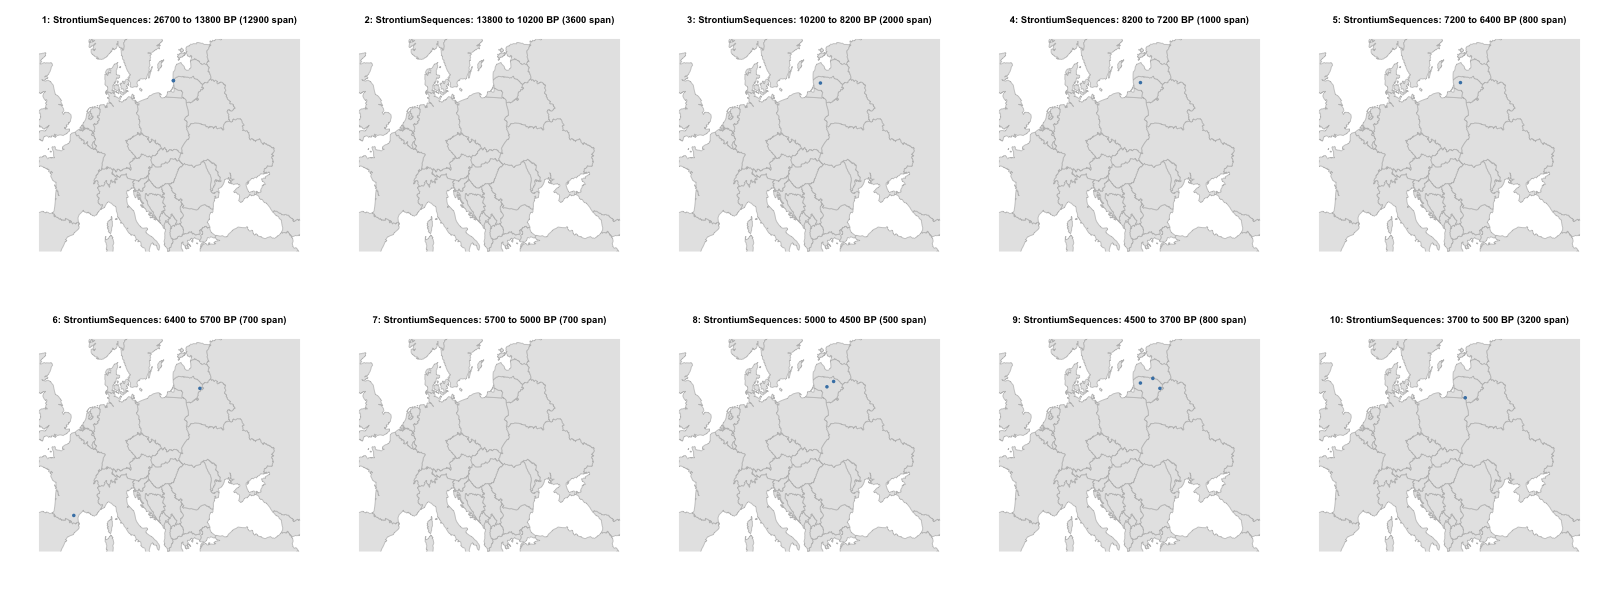 1: StrontiumSequences: 26700 to 13800 BP (12900 span)
2: StrontiumSequences: 13800 to 10200 BP (3600 span)
3: StrontiumSequences: 10200 to 8200 BP (2000 span)
4: StrontiumSequences: 8200 to 7200 BP (1000 span)
5: StrontiumSequences: 7200 to 6400 BP (800 span)
6: StrontiumSequences: 6400 to 5700 BP (700 span)
7: StrontiumSequences: 5700 to 5000 BP (700 span)
8: StrontiumSequences: 5000 to 4500 BP (500 span)
9: StrontiumSequences: 4500 to 3700 BP (800 span)
10: StrontiumSequences: 3700 to 500 BP (3200 span)